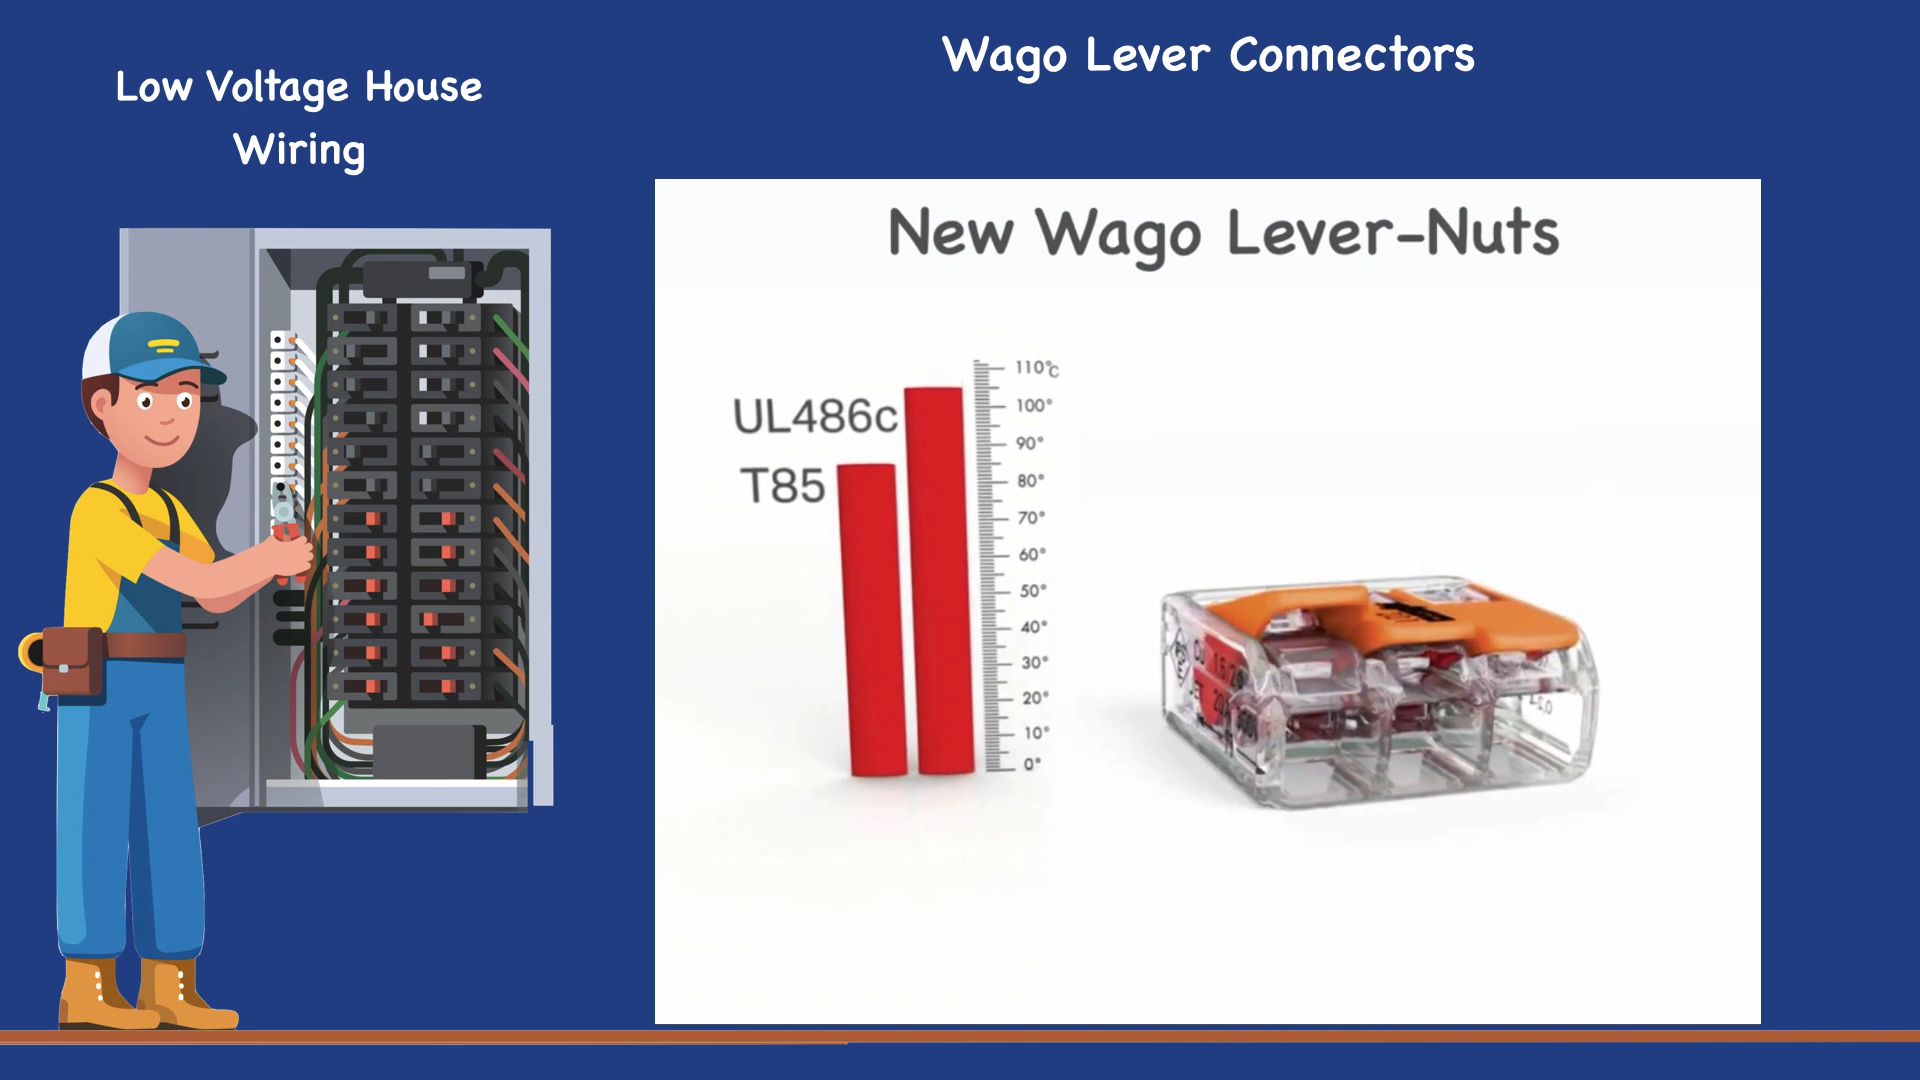 Low Voltage House
Wiring
Wago Lever Connectors
New Wago Lever-Nuts
UL486c
T85
110°C
100°
90°
80°
70°
60°
50°
40°
30°
20°
10°
0°
Cu